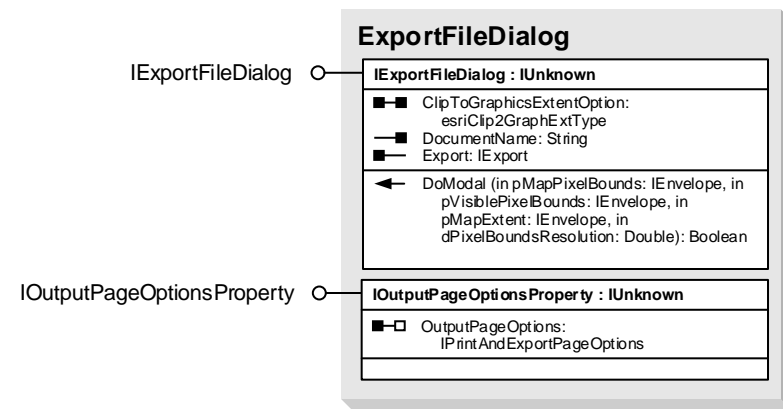 ExportFileDialog
IExportFileDialog
IExportFileDialog : IUnknown
ClipToGraphicsExtentOption:
esriClip2GraphExtType
DocumentName: String
Export: IExport
DoModal (in pMapPixelBounds: IEnvelope, in
pVisiblePixelBounds: IEnvelope, in
pMapExtent: IEnvelope, in
dPixelBoundsResolution: Double): Boolean
IOutputPageOptionsProperty
IOutputPageOptionsProperty : IUnknown
OutputPageOptions:
IPrintAndExportPageOptions